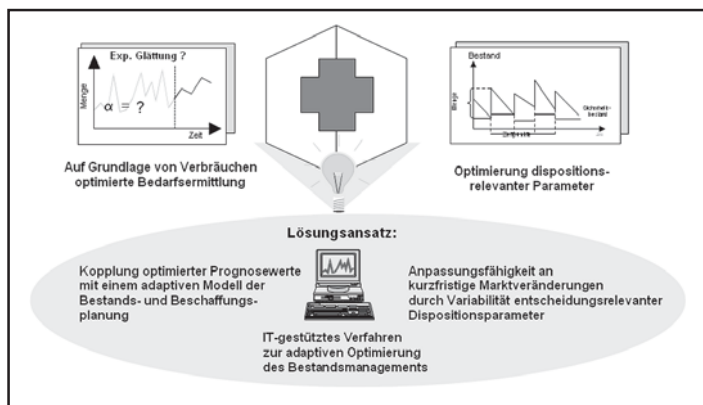 Exp. Glättung ?
Menge
α = ?
Zeit
Auf Grundlage von Verbräuchen
optimierte Bedarfsermittlung
Bestand
Menge
Optimierung dispositions-
relevanter Parameter
Lösungsansatz:
Kopplung optimierter Prognosewerte
mit einem adaptiven Modell der
Bestands- und Beschaffungs-
planung
Anpassungsfähigkeit an
kurzfristige Marktveränderungen
durch Variabilität entscheidungsrelevanter
Dispositionsparameter
IT-gestütztes Verfahren
zur adaptiven Optimierung
des Bestandsmanagements